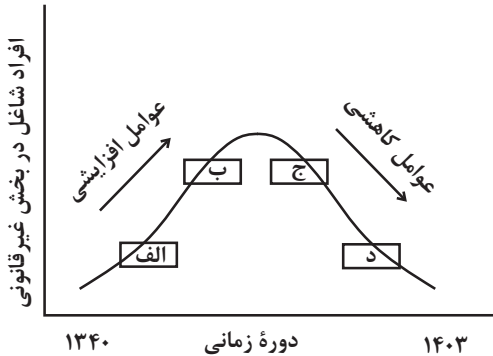 افراد شاغل در بخش غیرقانونی
عوامل افزایشی
عوامل کاهشی
ب
ج
الف
د
۱۳۴۰
دورهٔ زمانی
۱۴۰۳